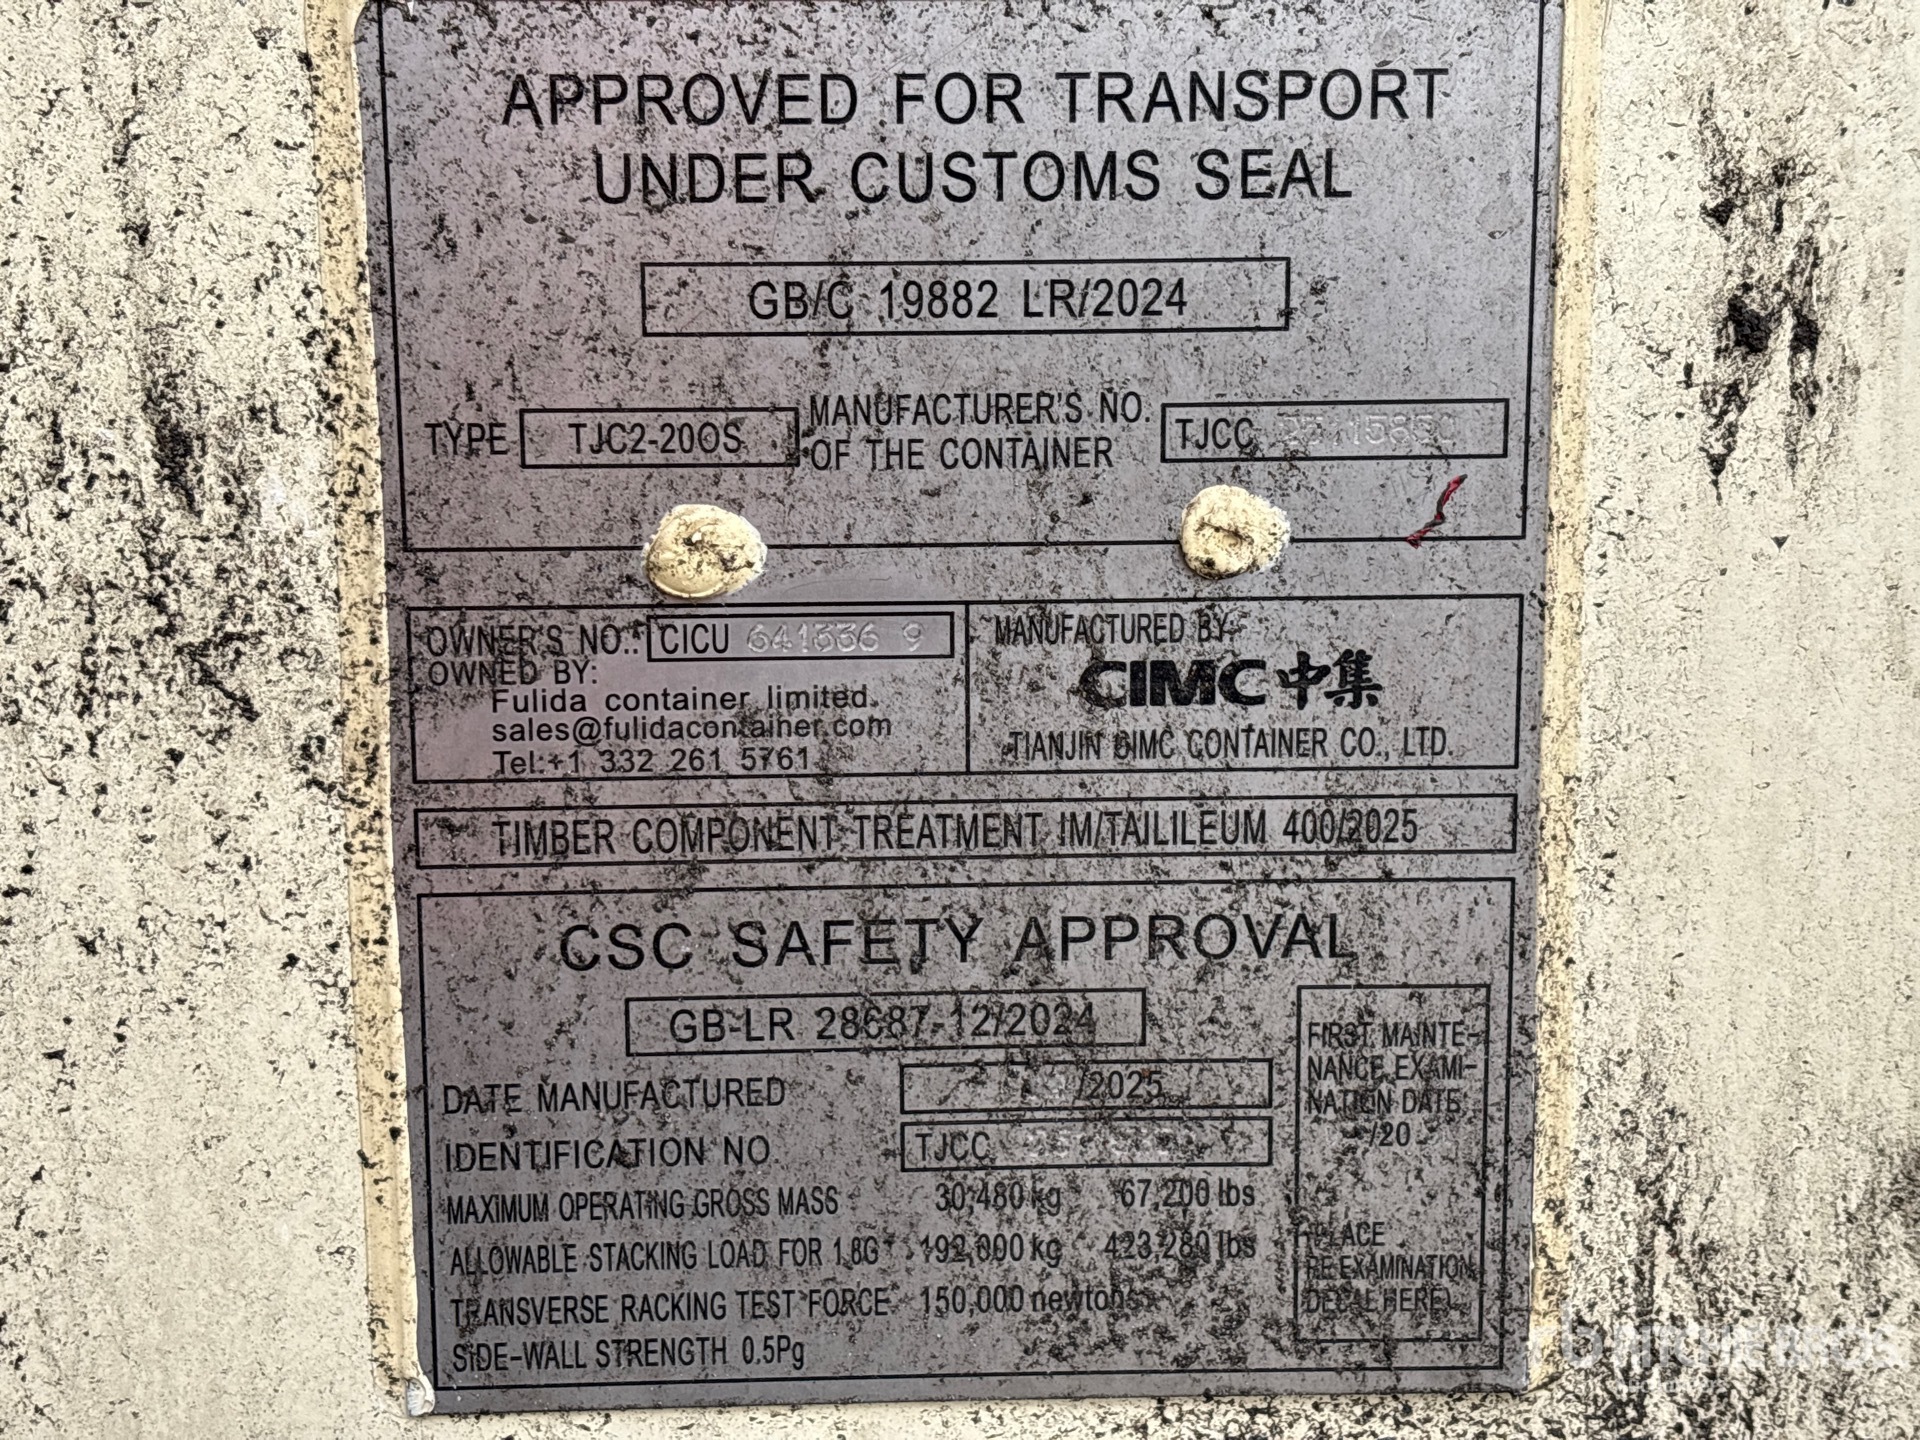 APPROVED FOR TRANSPORT
UNDER CUSTOMS SEAL
GB/C 19882 LR/2024
TYPE TJC2-20OS MANUFACTURER'S NO. OF THE CONTAINER TJCC
OWNER'S NO.: CICU 641336 9
OWNED BY:
Fulida container limited.
sales@fulidacontainer.com
Tel:+1 332 261 5761
MANUFACTURED BY:
CIMC 中集
TIANJIN CIMC CONTAINER CO., LTD.
TIMBER COMPONENT TREATMENT IM/TAILILEUM 400/2025
CSC SAFETY APPROVAL
GB-LR 28687-12/2024
DATE MANUFACTURED /2025
IDENTIFICATION NO. TJCC
MAXIMUM OPERATING GROSS MASS 30,480 kg 67,200 lbs
ALLOWABLE STACKING LOAD FOR 1.8G 192,000 kg 423,280 lbs
TRANSVERSE RACKING TEST FORCE 150,000 newtons
SIDE-WALL STRENGTH 0.5Pg
FIRST MAINTE-
NANCE EXAMI-
NATION DATE
/20
(PLACE
RE-EXAMINATION
DECAL HERE)